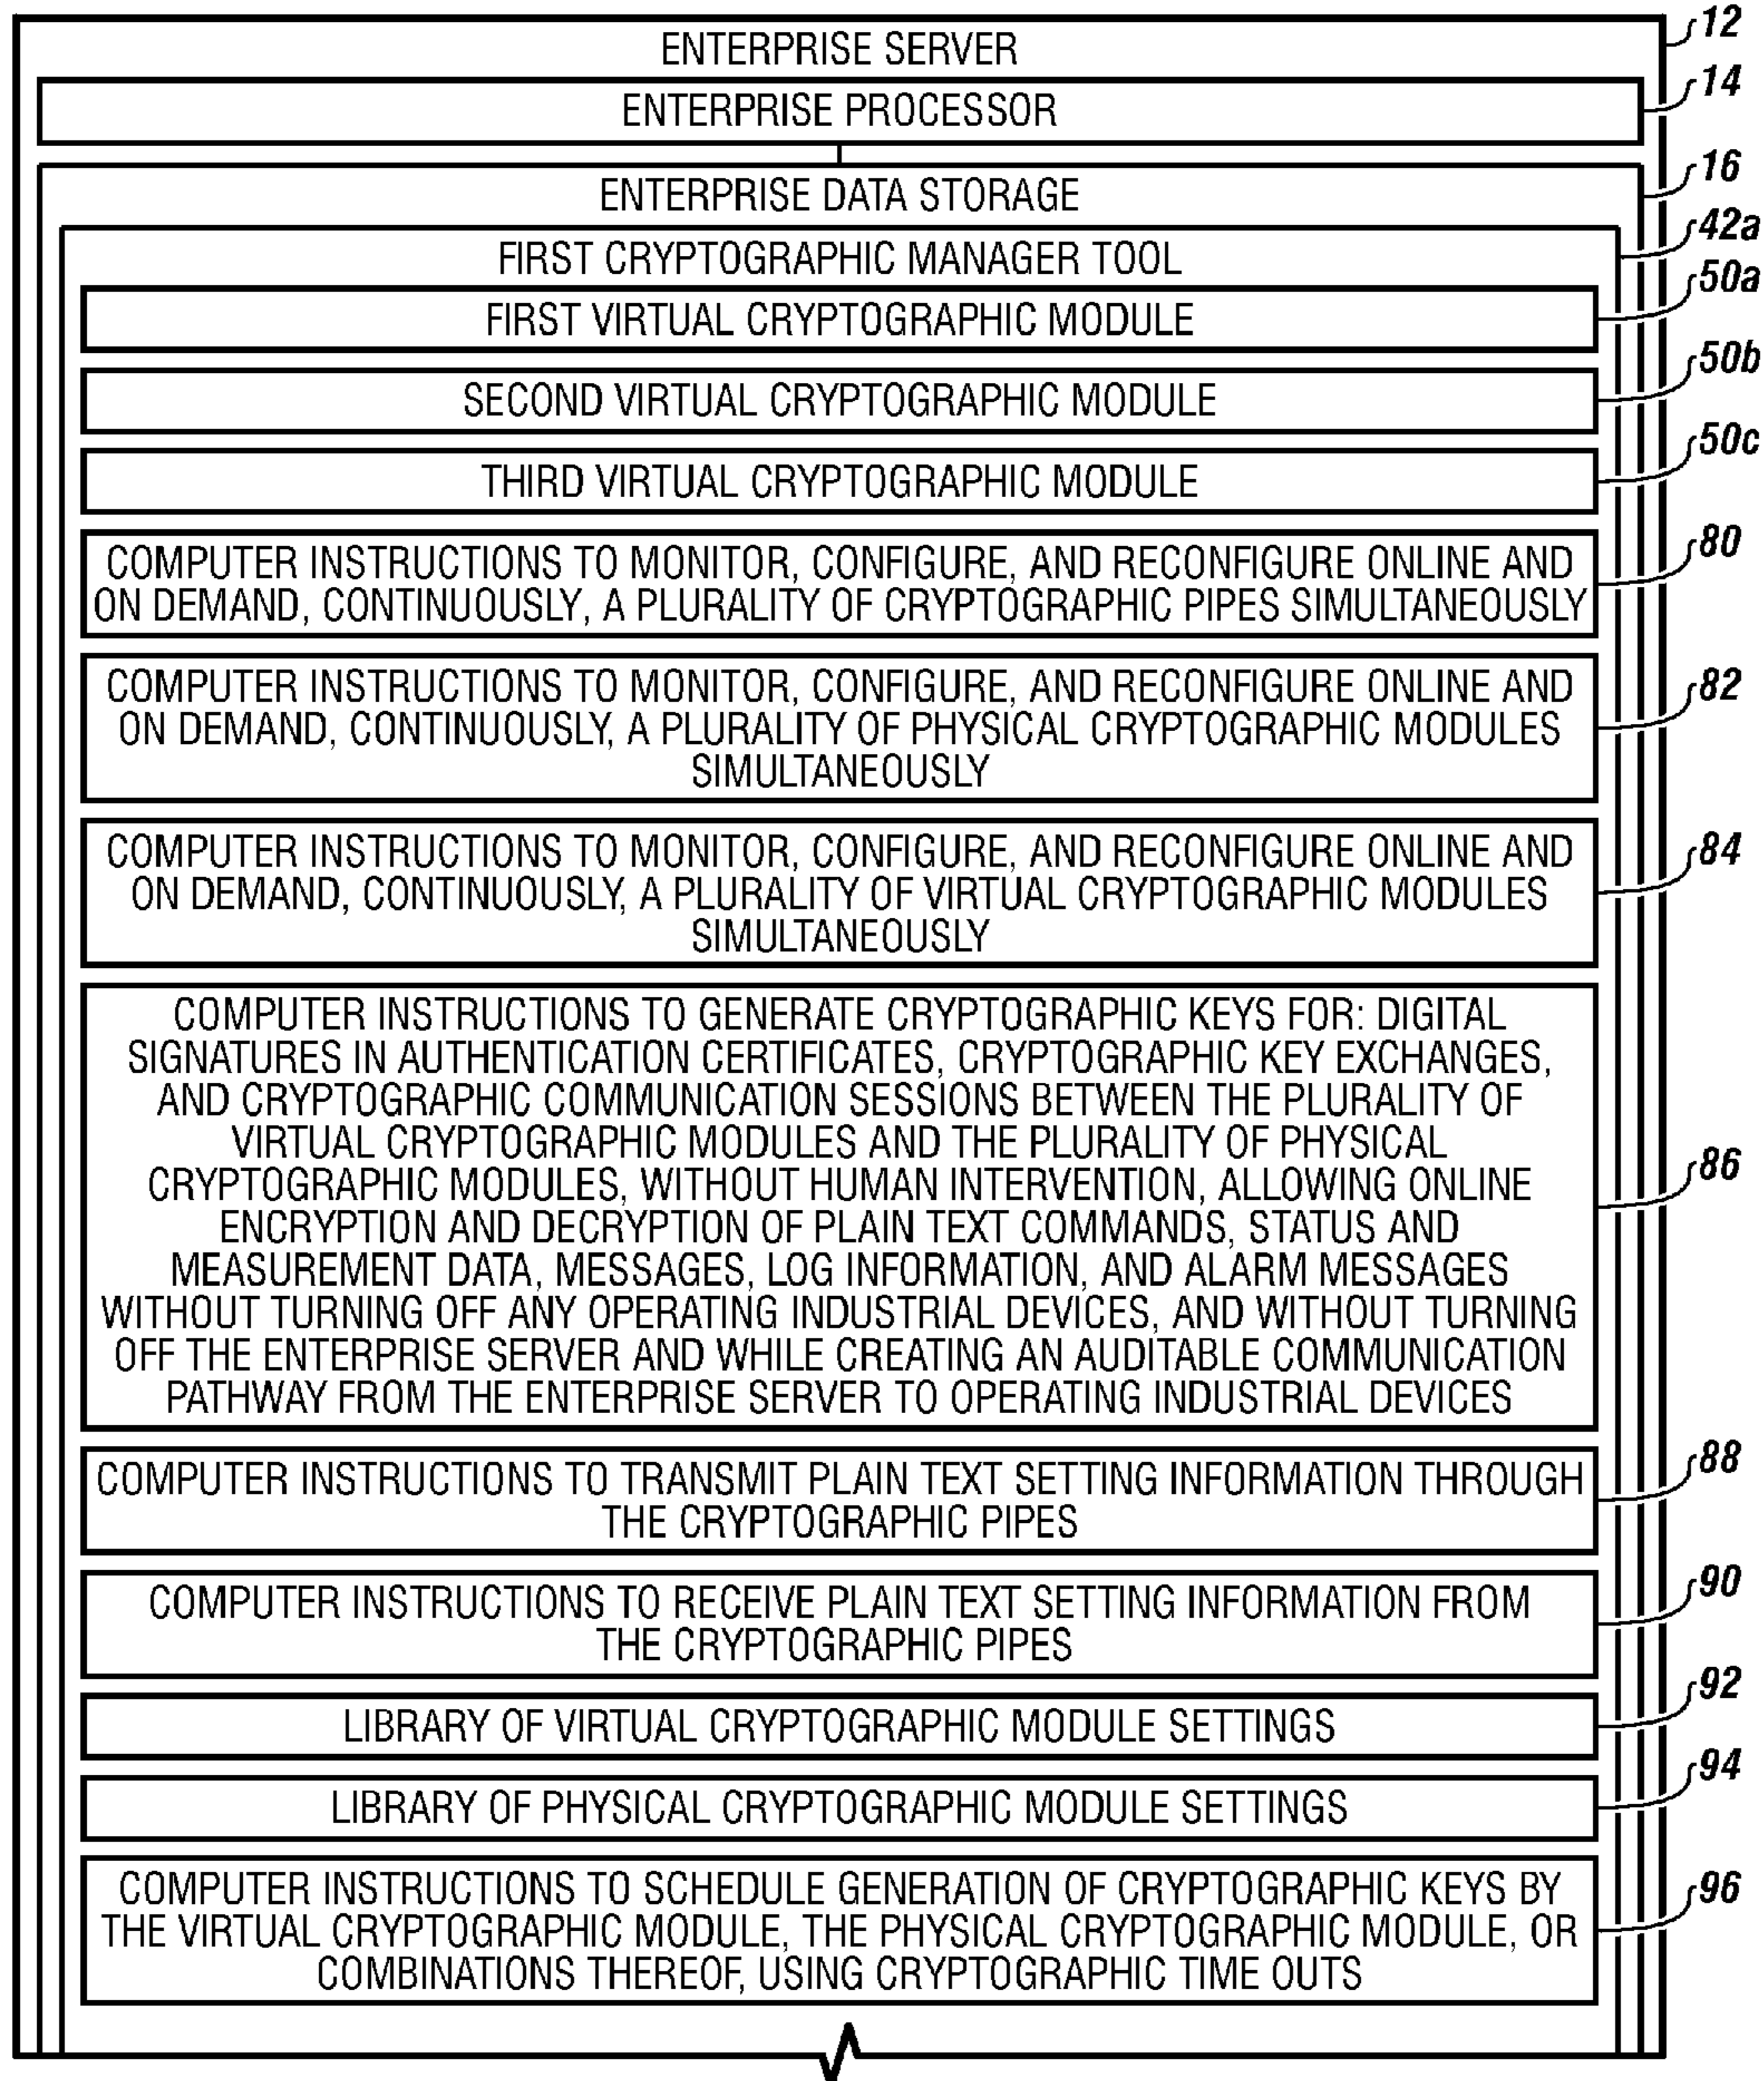 12
ENTERPRISE SERVER
14
ENTERPRISE PROCESSOR
16
ENTERPRISE DATA STORAGE
42a
FIRST CRYPTOGRAPHIC MANAGER TOOL
50a
FIRST VIRTUAL CRYPTOGRAPHIC MODULE
50b
SECOND VIRTUAL CRYPTOGRAPHIC MODULE
50c
THIRD VIRTUAL CRYPTOGRAPHIC MODULE
80
COMPUTER INSTRUCTIONS TO MONITOR, CONFIGURE, AND RECONFIGURE ONLINE AND
ON DEMAND, CONTINUOUSLY, A PLURALITY OF CRYPTOGRAPHIC PIPES SIMULTANEOUSLY
82
COMPUTER INSTRUCTIONS TO MONITOR, CONFIGURE, AND RECONFIGURE ONLINE AND
ON DEMAND, CONTINUOUSLY, A PLURALITY OF PHYSICAL CRYPTOGRAPHIC MODULES
SIMULTANEOUSLY
84
COMPUTER INSTRUCTIONS TO MONITOR, CONFIGURE, AND RECONFIGURE ONLINE AND
ON DEMAND, CONTINUOUSLY, A PLURALITY OF VIRTUAL CRYPTOGRAPHIC MODULES
SIMULTANEOUSLY
COMPUTER INSTRUCTIONS TO GENERATE CRYPTOGRAPHIC KEYS FOR: DIGITAL
SIGNATURES IN AUTHENTICATION CERTIFICATES, CRYPTOGRAPHIC KEY EXCHANGES,
AND CRYPTOGRAPHIC COMMUNICATION SESSIONS BETWEEN THE PLURALITY OF
VIRTUAL CRYPTOGRAPHIC MODULES AND THE PLURALITY OF PHYSICAL
CRYPTOGRAPHIC MODULES, WITHOUT HUMAN INTERVENTION, ALLOWING ONLINE
ENCRYPTION AND DECRYPTION OF PLAIN TEXT COMMANDS, STATUS AND
MEASUREMENT DATA, MESSAGES, LOG INFORMATION, AND ALARM MESSAGES
WITHOUT TURNING OFF ANY OPERATING INDUSTRIAL DEVICES, AND WITHOUT TURNING
OFF THE ENTERPRISE SERVER AND WHILE CREATING AN AUDITABLE COMMUNICATION
PATHWAY FROM THE ENTERPRISE SERVER TO OPERATING INDUSTRIAL DEVICES
86
88
COMPUTER INSTRUCTIONS TO TRANSMIT PLAIN TEXT SETTING INFORMATION THROUGH
THE CRYPTOGRAPHIC PIPES
90
COMPUTER INSTRUCTIONS TO RECEIVE PLAIN TEXT SETTING INFORMATION FROM
THE CRYPTOGRAPHIC PIPES
92
LIBRARY OF VIRTUAL CRYPTOGRAPHIC MODULE SETTINGS
94
LIBRARY OF PHYSICAL CRYPTOGRAPHIC MODULE SETTINGS
96
COMPUTER INSTRUCTIONS TO SCHEDULE GENERATION OF CRYPTOGRAPHIC KEYS BY
THE VIRTUAL CRYPTOGRAPHIC MODULE, THE PHYSICAL CRYPTOGRAPHIC MODULE, OR
COMBINATIONS THEREOF, USING CRYPTOGRAPHIC TIME OUTS